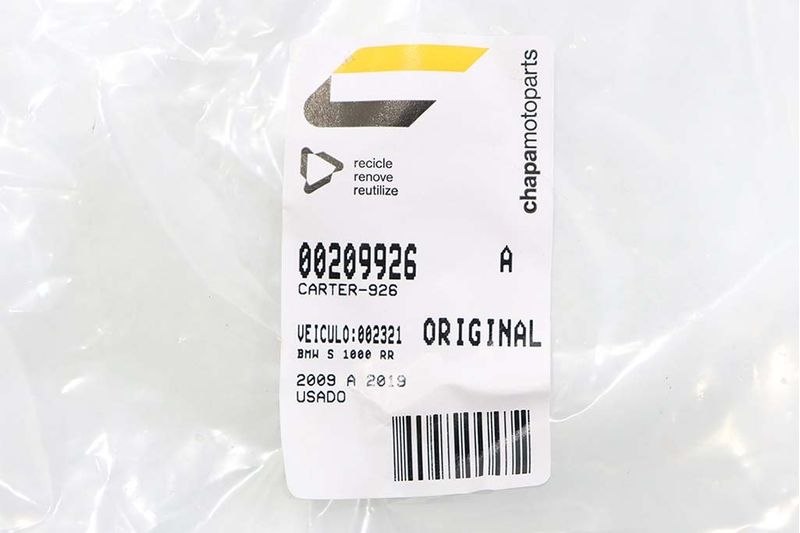 chapamotoparts
recicle
renove
reutilize
00209926 A
CARTER-926
VEICULO:002321 ORIGINAL
BMW S 1000 RR
2009 A 2019
USADO